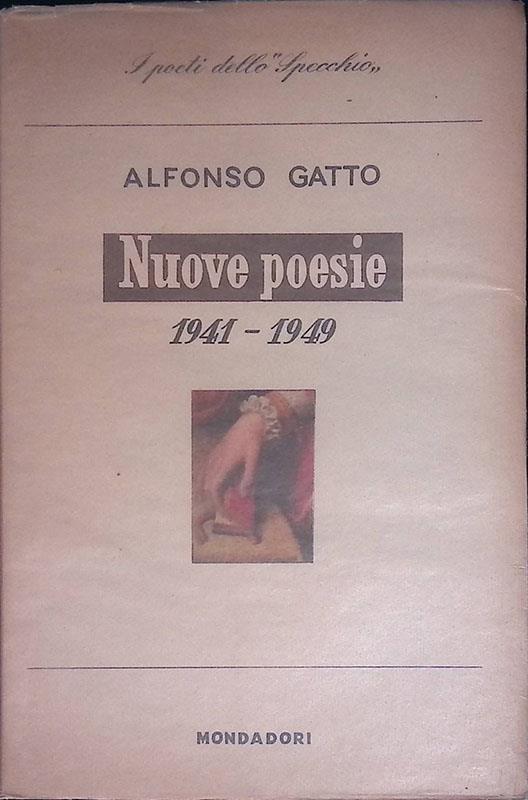 I poeti dello "Specchio„
ALFONSO GATTO
Nuove poesie
1941 - 1949
MONDADORI